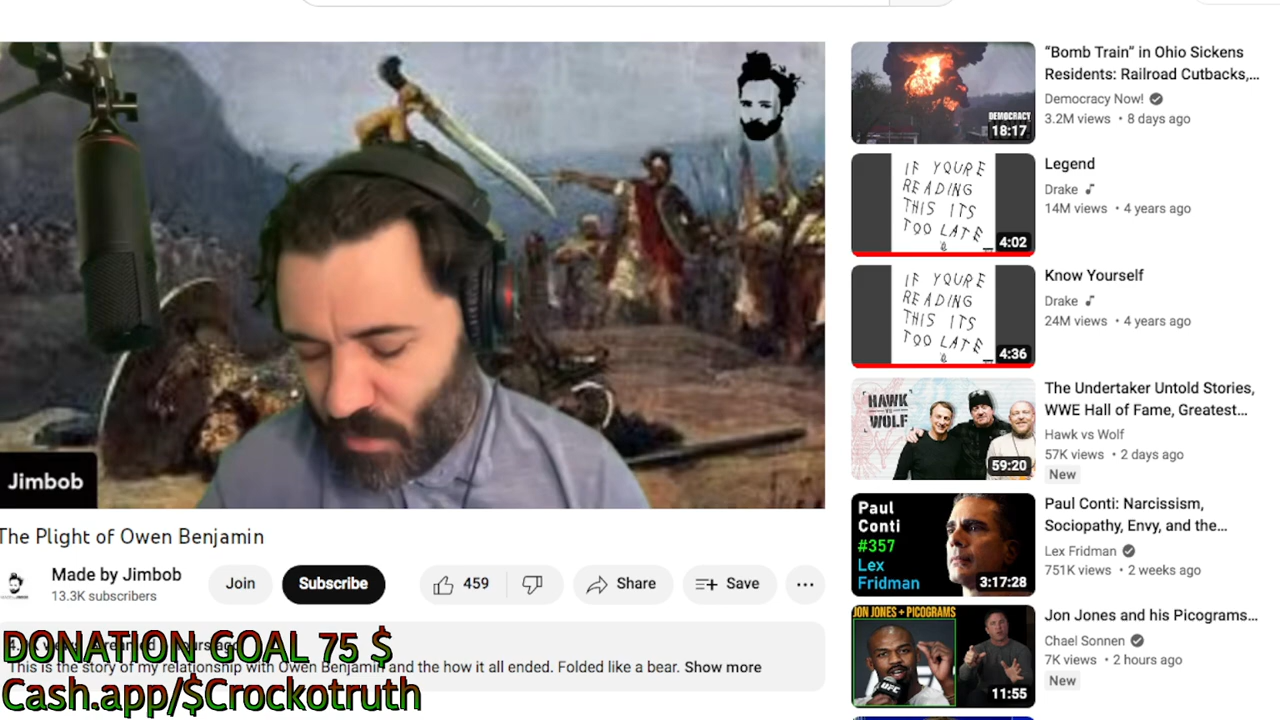 Jimbob
The Plight of Owen Benjamin
Made by Jimbob
13.3K subscribers
Join
Subscribe
459
Share
Save
...
DONATION GOAL 75 $
This is the story of my relationship with Owen Benjamin and the how it all ended. Folded like a bear. Show more
Cash.app/$Crockotruth
DEMOCRACY
18:17
“Bomb Train” in Ohio Sickens
Residents: Railroad Cutbacks,...
Democracy Now!
3.2M views • 8 days ago
IF YOURE
READING
THIS ITS
TOO LATE
4:02
Legend
Drake
14M views • 4 years ago
IF YOURE
READING
THIS ITS
TOO LATE
4:36
Know Yourself
Drake
24M views • 4 years ago
HAWK
VS
WOLF
59:20
The Undertaker Untold Stories,
WWE Hall of Fame, Greatest...
Hawk vs Wolf
57K views • 2 days ago
New
Paul
Conti
#357
Lex
Fridman
3:17:28
Paul Conti: Narcissism,
Sociopathy, Envy, and the...
Lex Fridman
751K views • 2 weeks ago
JON JONES + PICOGRAMS
UFC
11:55
Jon Jones and his Picograms...
Chael Sonnen
7K views • 2 hours ago
New